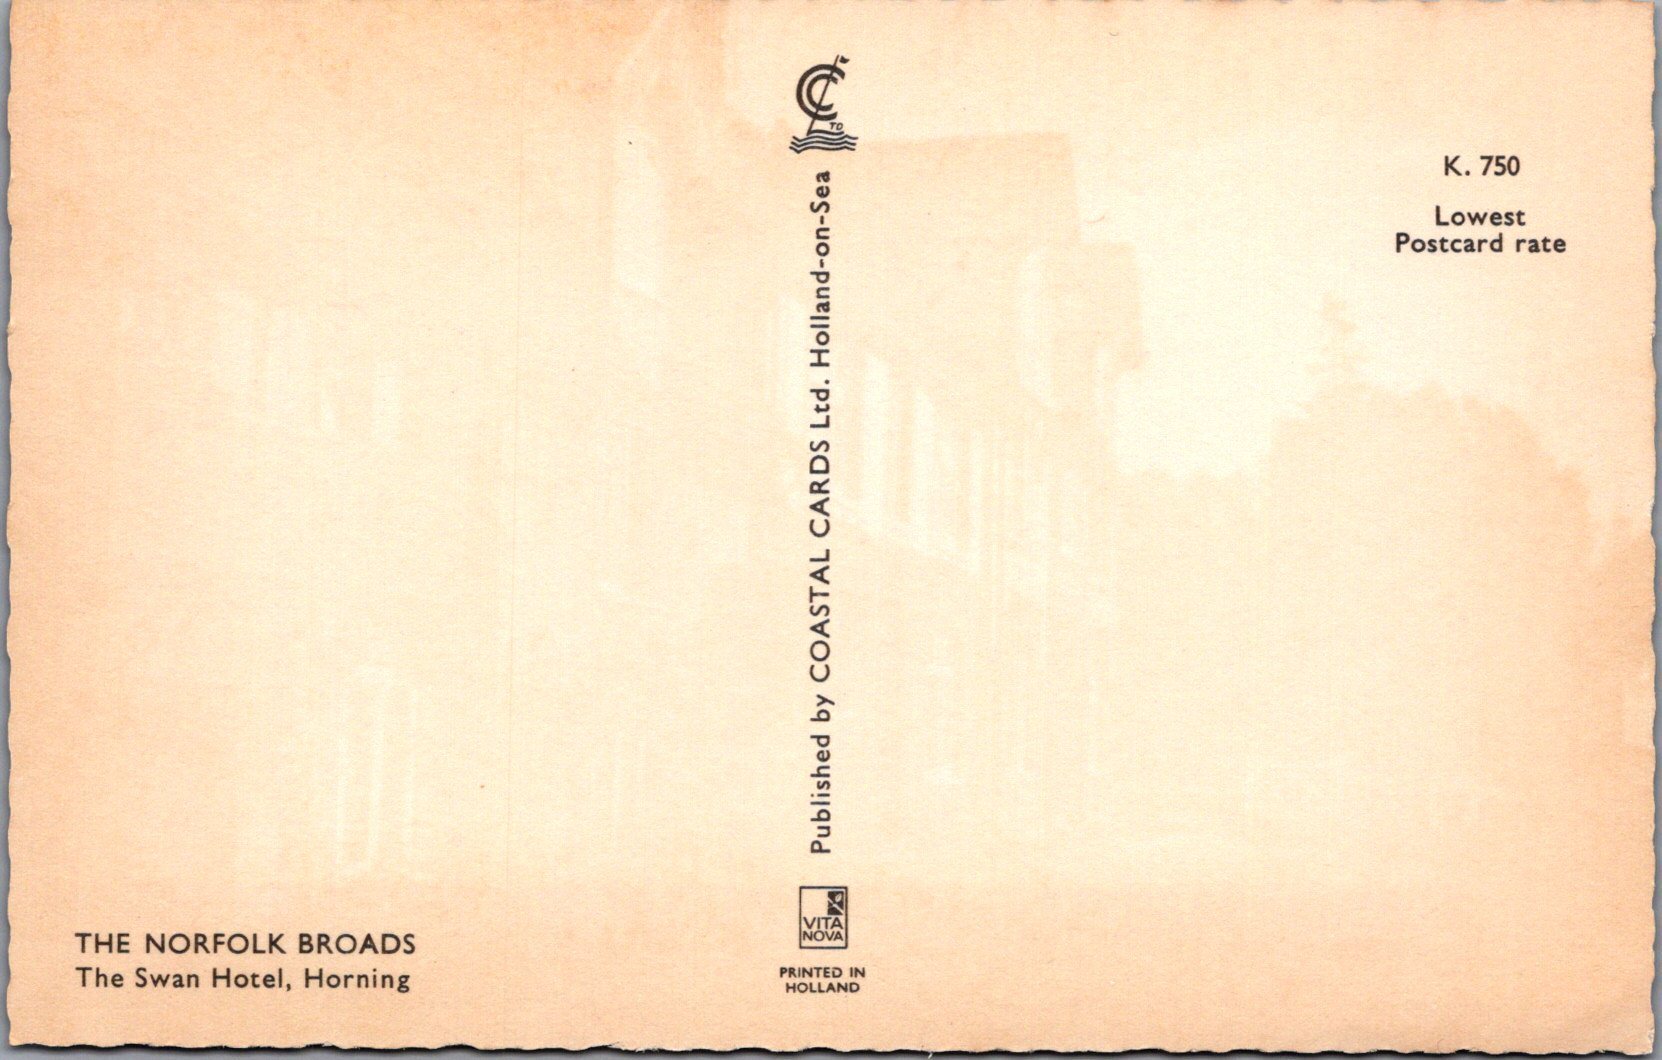 THE NORFOLK BROADS
The Swan Hotel, Horning
TD
Published by COASTAL CARDS Ltd. Holland-on-Sea
VITA
NOVA
PRINTED IN
HOLLAND
K. 750
Lowest
Postcard rate